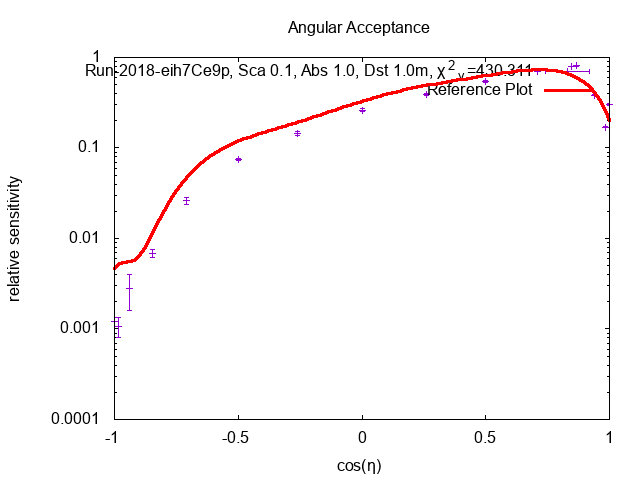 Angular Acceptance
Run-2018-eih7Ce9p, Sca 0.1, Abs 1.0, Dst 1.0m, χ²ᵥ=430.311
Reference Plot
relative sensitivity
1
0.1
0.01
0.001
0.0001
-1
-0.5
0
0.5
1
cos(η)